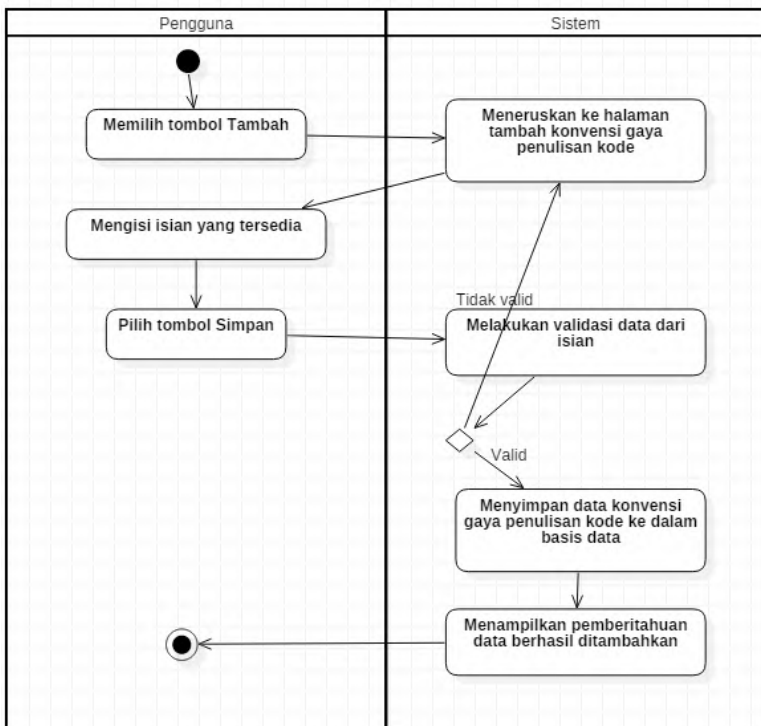 Pengguna
Sistem
Memilih tombol Tambah
Meneruskan ke halaman
tambah konvensi gaya
penulisan kode
Mengisi isian yang tersedia
Pilih tombol Simpan
Tidak valid
Melakukan validasi data dari
isian
Valid
Menyimpan data konvensi
gaya penulisan kode ke dalam
basis data
Menampilkan pemberitahuan
data berhasil ditambahkan